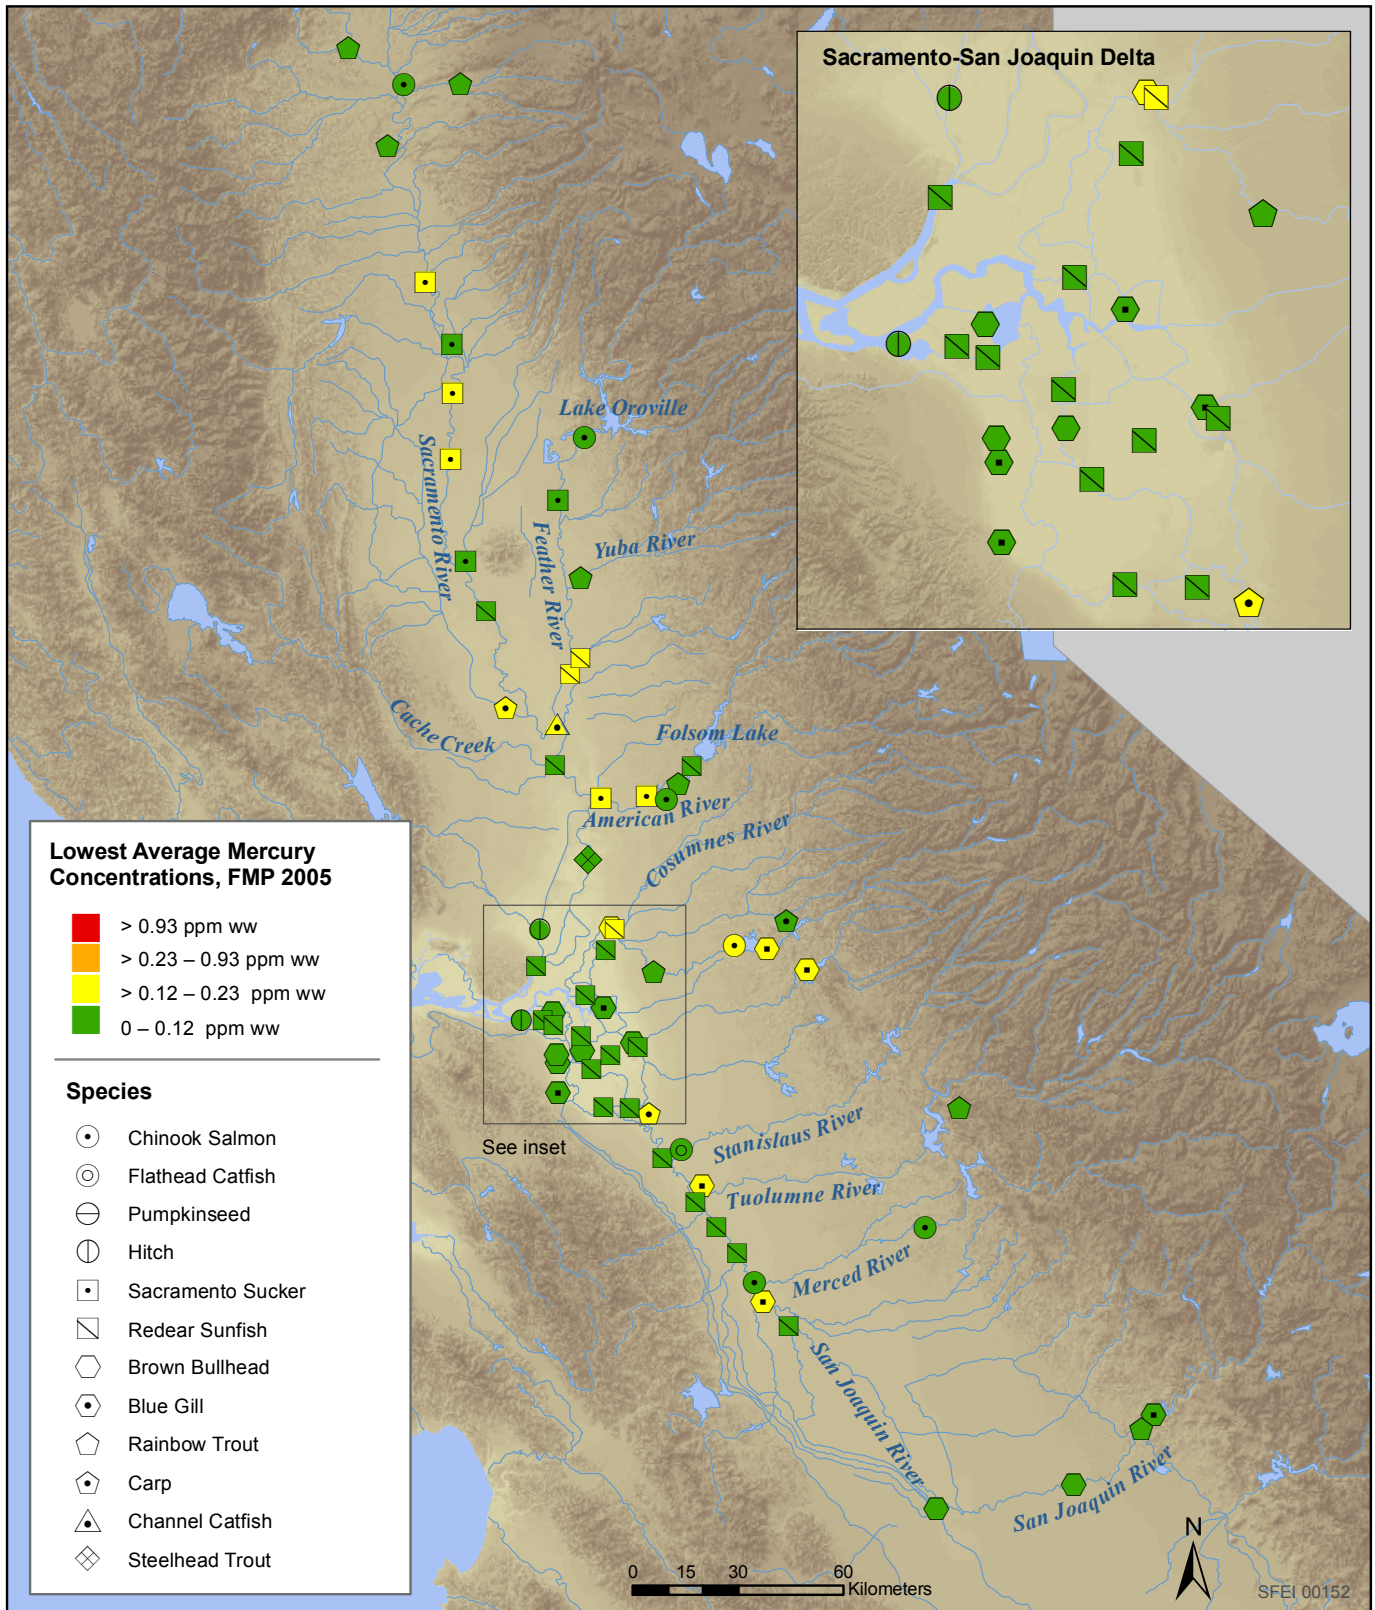 Sacramento-San Joaquin Delta
Lake Oroville
Sacramento River
Feather River
Yuba River
Cache Creek
Folsom Lake
American River
Cosumnes River
See inset
Stanislaus River
Tuolumne River
Merced River
San Joaquin River
San Joaquin River
Lowest Average Mercury
Concentrations, FMP 2005
> 0.93 ppm ww
> 0.23 – 0.93 ppm ww
> 0.12 – 0.23 ppm ww
0 – 0.12 ppm ww
Species
Chinook Salmon
Flathead Catfish
Pumpkinseed
Hitch
Sacramento Sucker
Redear Sunfish
Brown Bullhead
Blue Gill
Rainbow Trout
Carp
Channel Catfish
Steelhead Trout
0 15 30 60
Kilometers
N
SFEI 00152